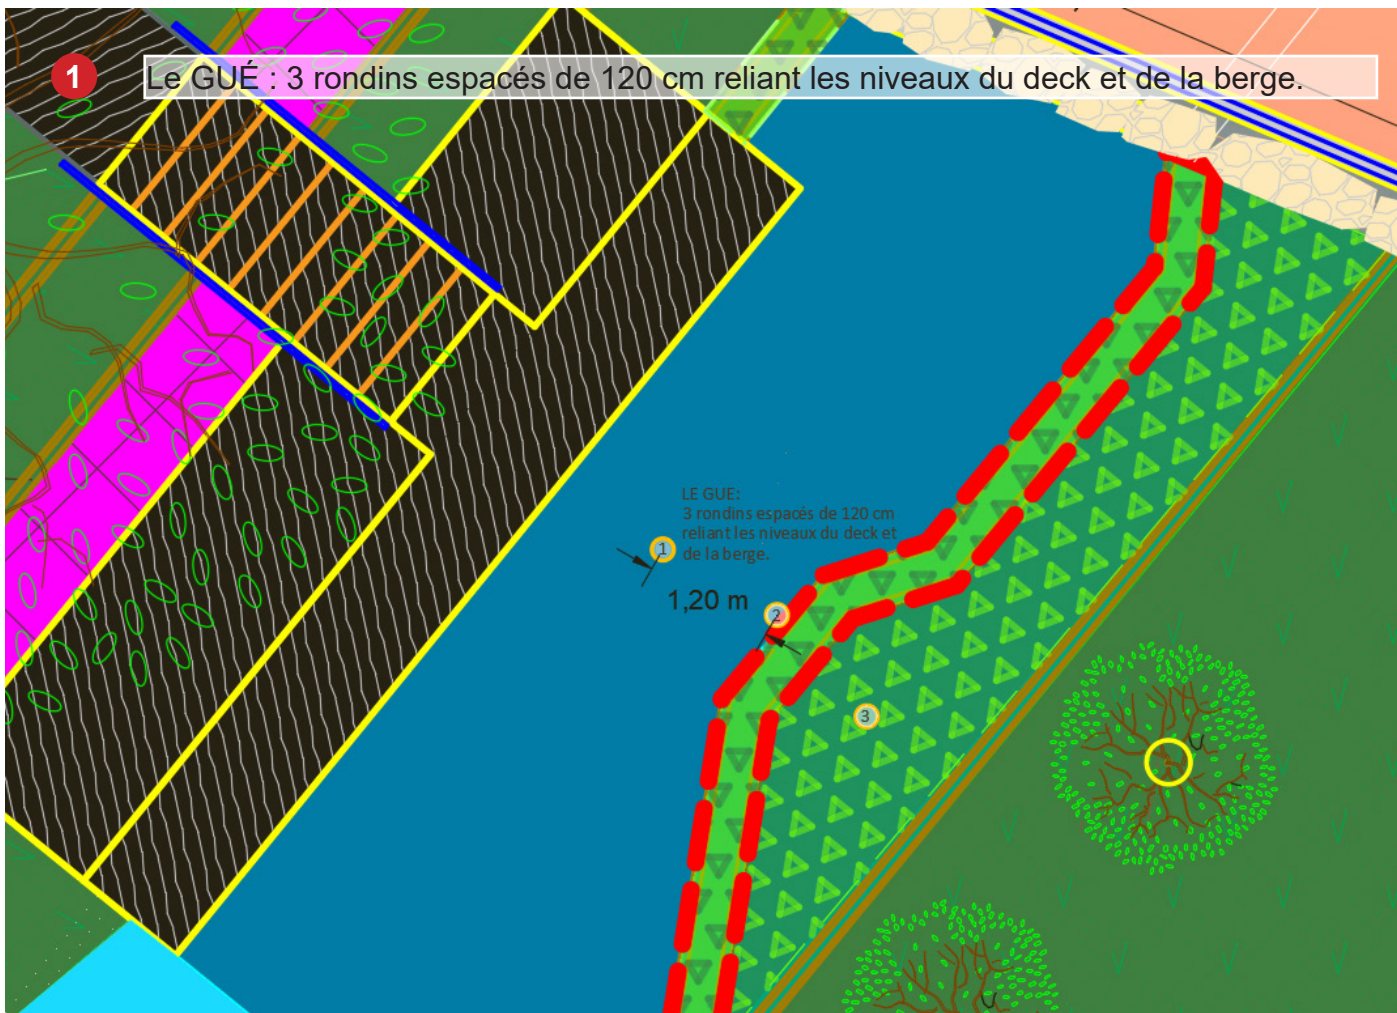 1
Le GUÉ : 3 rondins espacés de 120 cm reliant les niveaux du deck et de la berge.
LE GUE:
3 rondins espacés de 120 cm
reliant les niveaux du deck et
1
de la berge.
1,20 m
2
3